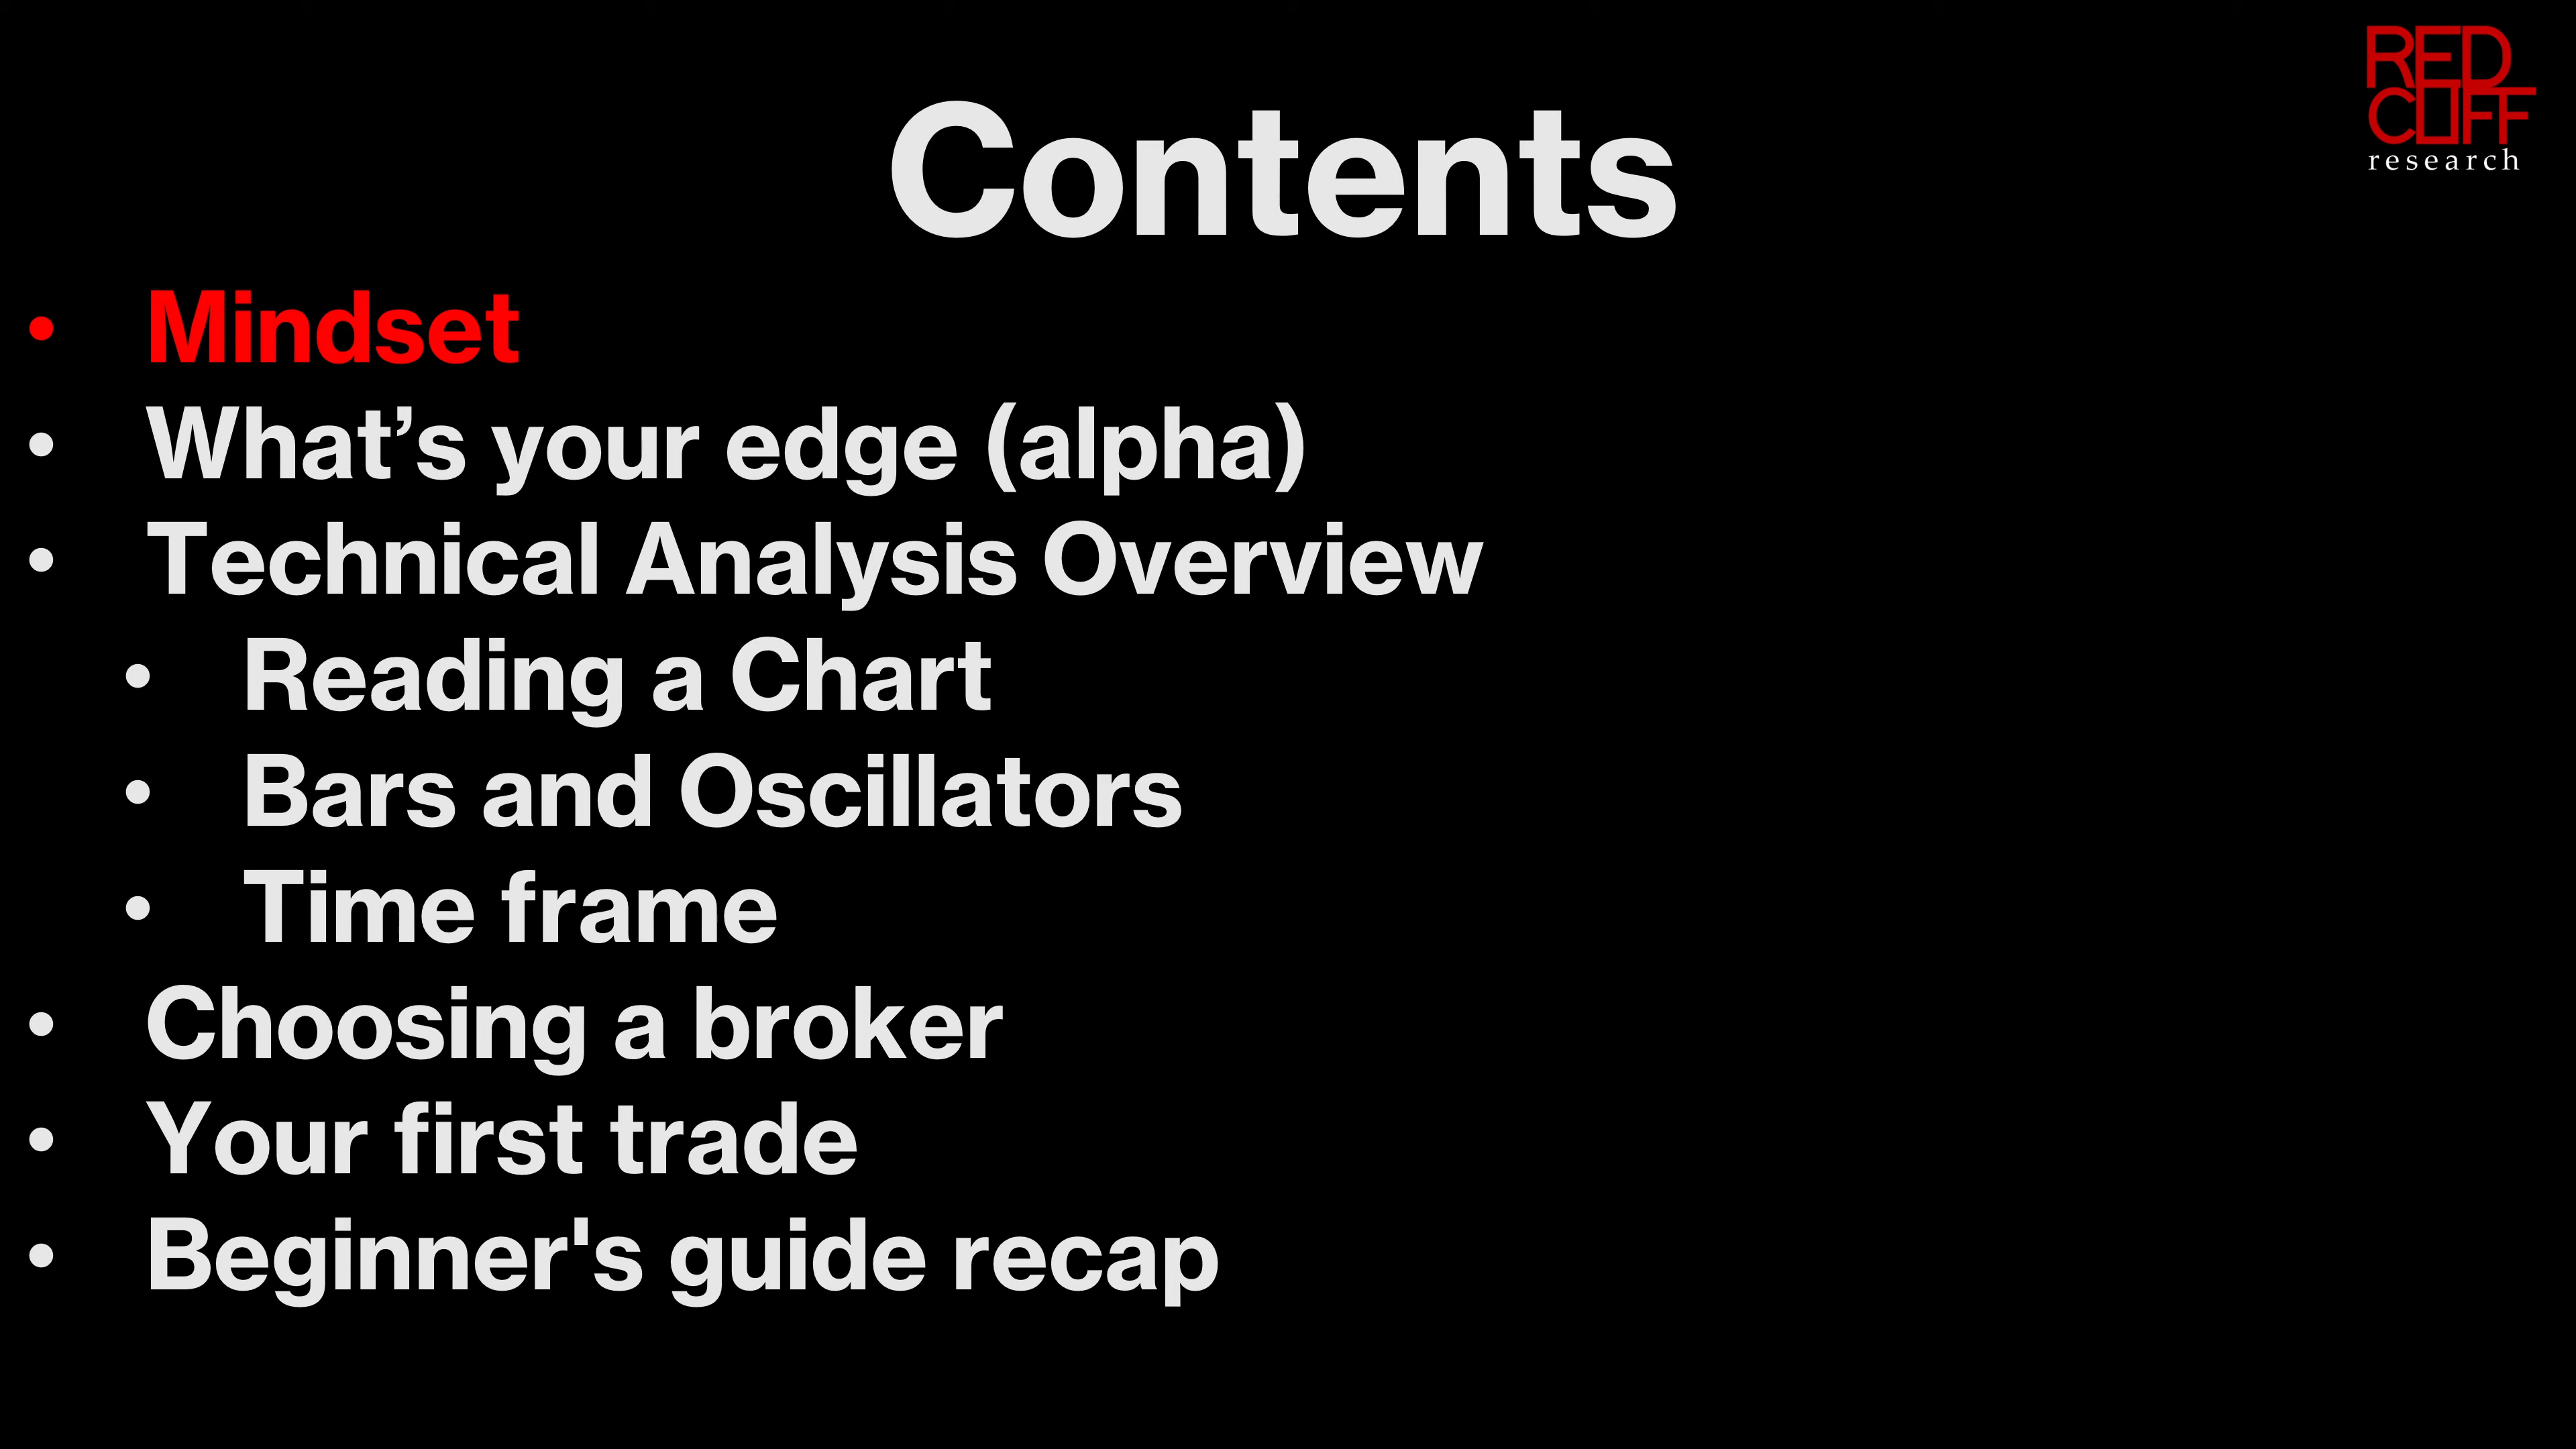 Contents
RED
CLIFF
research
• Mindset
• What’s your edge (alpha)
• Technical Analysis Overview
• Reading a Chart
• Bars and Oscillators
• Time frame
• Choosing a broker
• Your first trade
• Beginner's guide recap